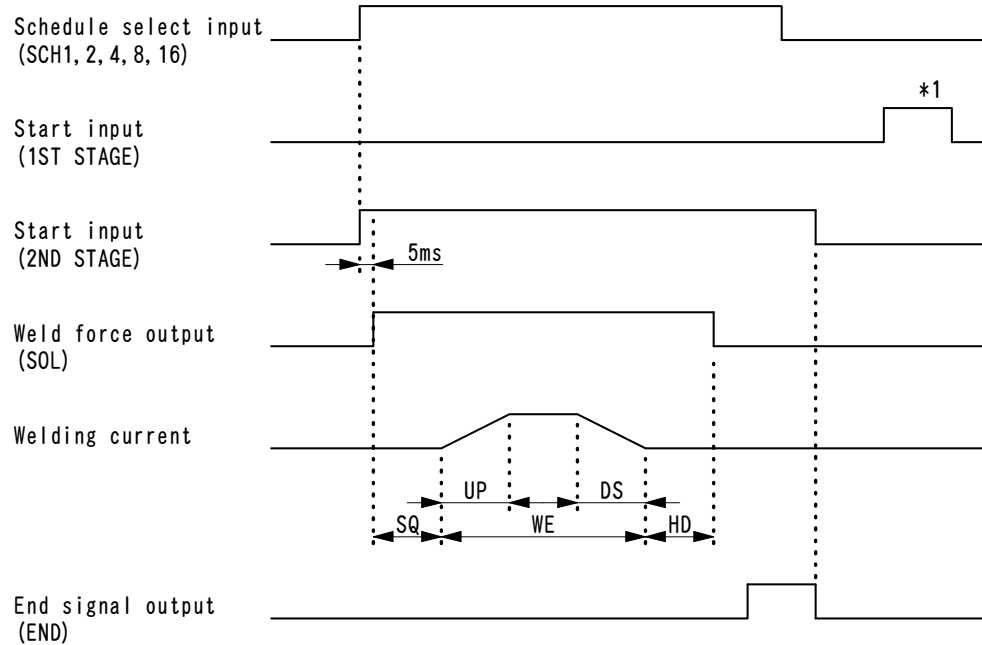 Schedule select input
(SCH1, 2, 4, 8, 16)
*1
Start input
(1ST STAGE)
Start input
(2ND STAGE)
5ms
Weld force output
(SOL)
Welding current
UP
DS
SQ
WE
HD
End signal output
(END)